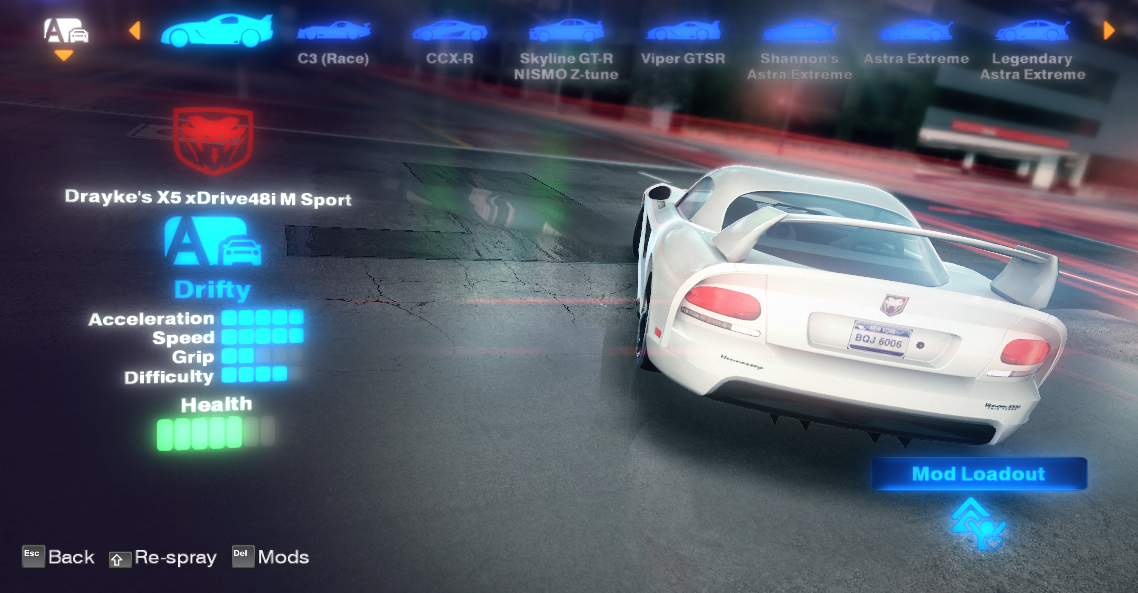 A
C3 (Race)
CCX-R
Skyline GT-R
NISMO Z-tune
Viper GTSR
Shannon's
Astra Extreme
Astra Extreme
Legendary
Astra Extreme
Drayke's X5 xDrive48i M Sport
A
Drifty
Acceleration
Speed
Grip
Difficulty
Health
NEW YORK
BQJ 6006
Mod Loadout
Esc Back
Re-spray
Del Mods